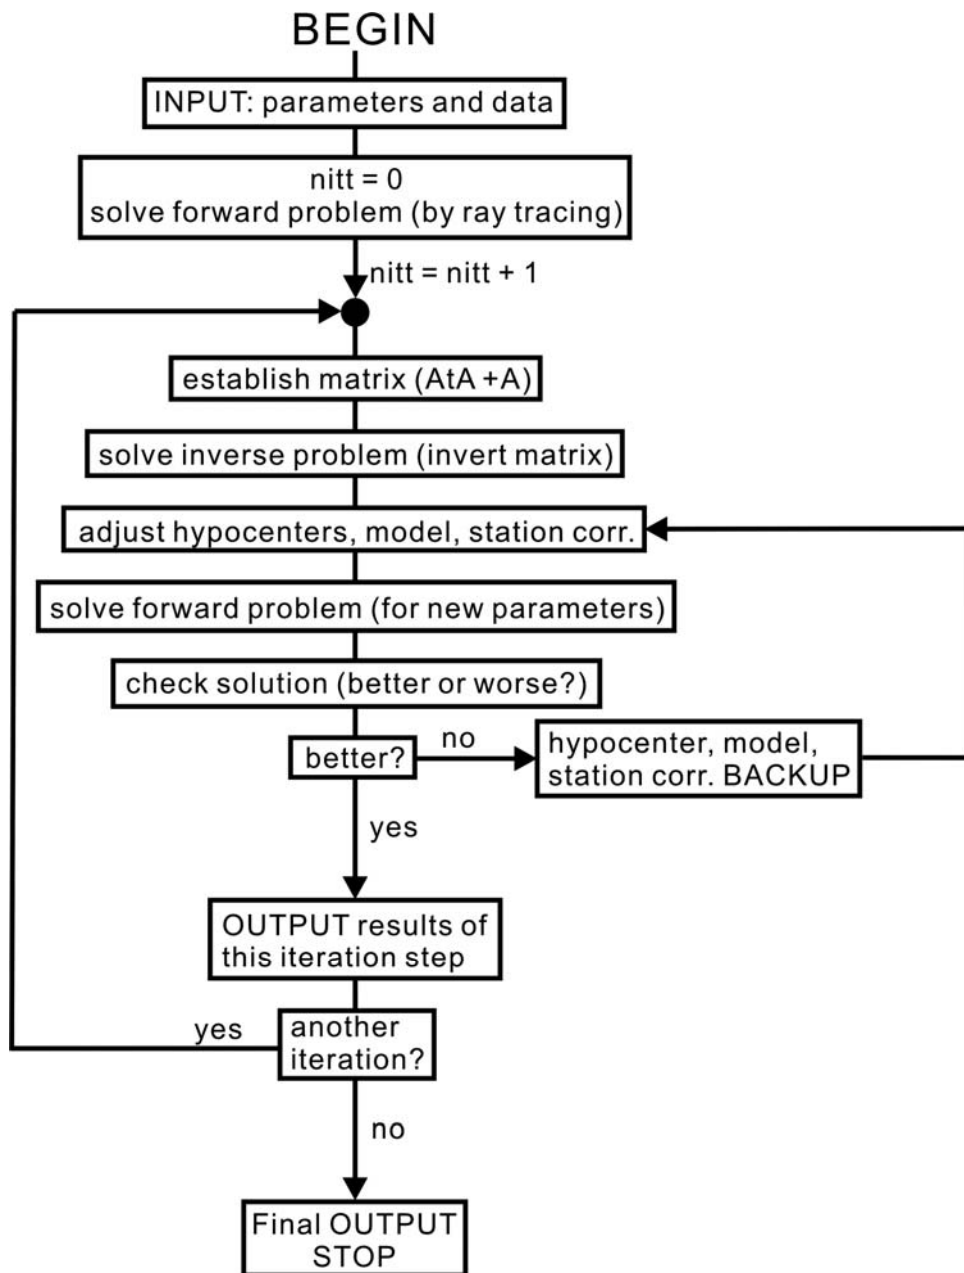 BEGIN
INPUT: parameters and data
nitt = 0
solve forward problem (by ray tracing)
nitt = nitt + 1
establish matrix (AtA +A)
solve inverse problem (invert matrix)
adjust hypocenters, model, station corr.
solve forward problem (for new parameters)
check solution (better or worse?)
better?
no
hypocenter, model,
station corr. BACKUP
yes
OUTPUT results of
this iteration step
yes
another
iteration?
no
Final OUTPUT
STOP